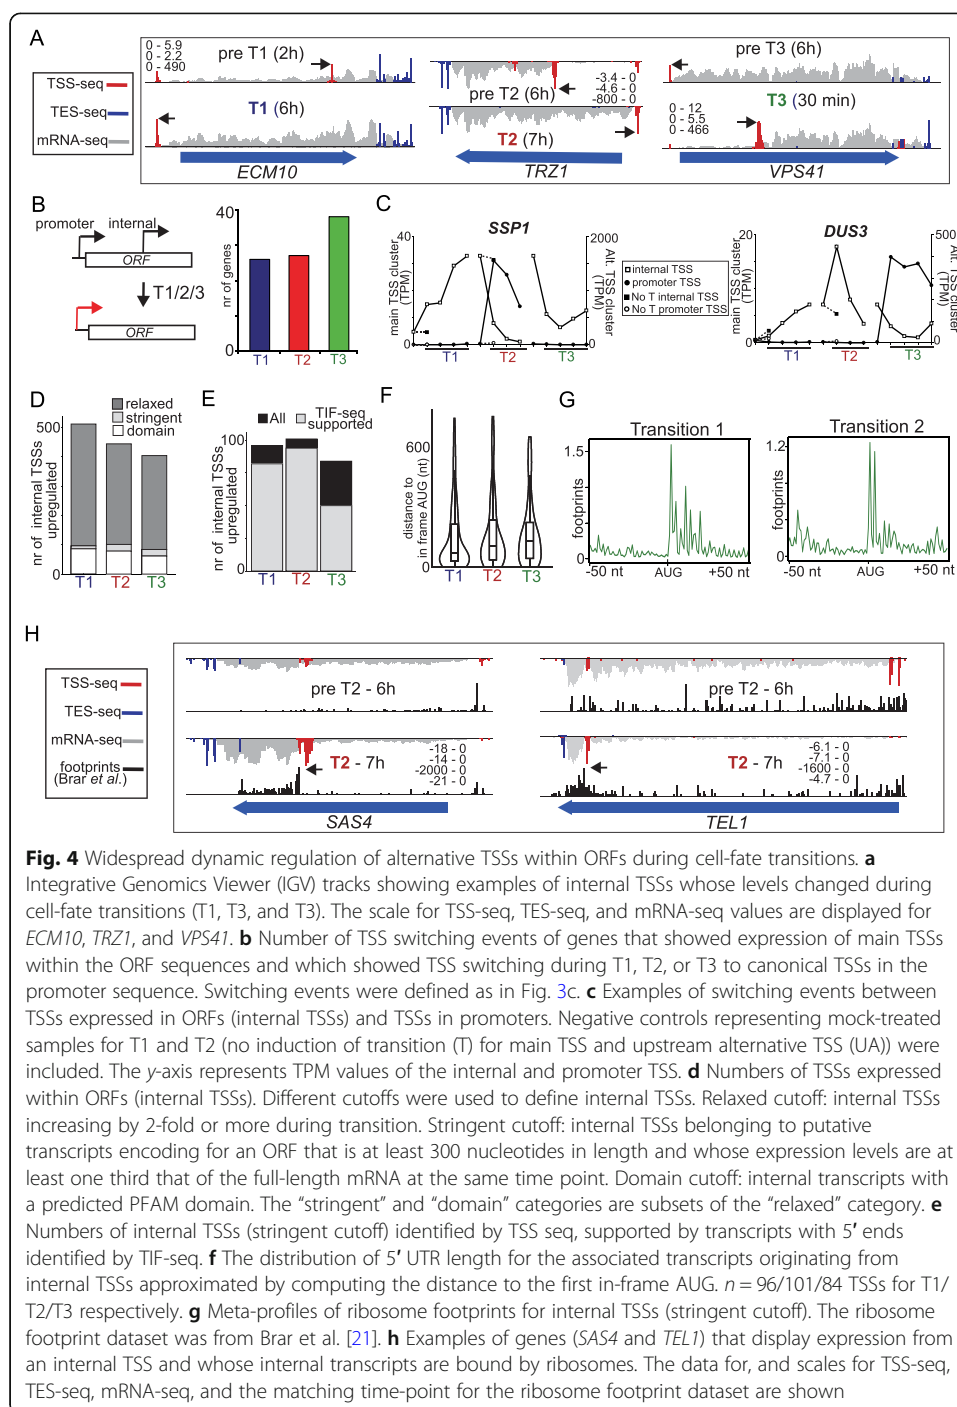 A
TSS-seq
TES-seq
mRNA-seq
0 - 5.9
0 - 2.2
0 - 490
pre T1 (2h)
T1 (6h)
ECM10
pre T2 (6h)
-3.4 - 0
-4.6 - 0
-800 - 0
T2 (7h)
TRZ1
pre T3 (6h)
T3 (30 min)
0 - 12
0 - 5.5
0 - 466
VPS41
B
promoter internal
ORF
T1/2/3
ORF
nr of genes
40
20
0
T1 T2 T3
C
SSP1
main TSS cluster
(TPM)
40
0
2000
0
Alt. TSS cluster
(TPM)
T1 T2 T3
internal TSS
promoter TSS
No T internal TSS
No T promoter TSS
DUS3
main TSS cluster
(TPM)
20
0
500
0
Alt. TSS cluster
(TPM)
T1 T2 T3
D
relaxed
stringent
domain
nr of internal TSSs
upregulated
500
0
T1 T2 T3
E
All
TIF-seq
supported
nr of internal TSSs
upregulated
100
0
T1 T2 T3
F
distance to
in frame AUG (nt)
600
0
T1 T2 T3
G
Transition 1
footprints
1.5
0
-50 nt AUG +50 nt
Transition 2
footprints
1.2
0
-50 nt AUG +50 nt
H
TSS-seq
TES-seq
mRNA-seq
footprints
(Brar et al.)
pre T2 - 6h
T2 - 7h
-18 - 0
-14 - 0
-2000 - 0
-21 - 0
SAS4
pre T2 - 6h
T2 - 7h
-6.1 - 0
-7.1 - 0
-1600 - 0
-4.7 - 0
TEL1
Fig. 4 Widespread dynamic regulation of alternative TSSs within ORFs during cell-fate transitions. a
Integrative Genomics Viewer (IGV) tracks showing examples of internal TSSs whose levels changed during
cell-fate transitions (T1, T3, and T3). The scale for TSS-seq, TES-seq, and mRNA-seq values are displayed for
ECM10, TRZ1, and VPS41. b Number of TSS switching events of genes that showed expression of main TSSs
within the ORF sequences and which showed TSS switching during T1, T2, or T3 to canonical TSSs in the
promoter sequence. Switching events were defined as in Fig. 3c. c Examples of switching events between
TSSs expressed in ORFs (internal TSSs) and TSSs in promoters. Negative controls representing mock-treated
samples for T1 and T2 (no induction of transition (T) for main TSS and upstream alternative TSS (UA)) were
included. The y-axis represents TPM values of the internal and promoter TSS. d Numbers of TSSs expressed
within ORFs (internal TSSs). Different cutoffs were used to define internal TSSs. Relaxed cutoff: internal TSSs
increasing by 2-fold or more during transition. Stringent cutoff: internal TSSs belonging to putative
transcripts encoding for an ORF that is at least 300 nucleotides in length and whose expression levels are at
least one third that of the full-length mRNA at the same time point. Domain cutoff: internal transcripts with
a predicted PFAM domain. The “stringent” and “domain” categories are subsets of the “relaxed” category. e
Numbers of internal TSSs (stringent cutoff) identified by TSS seq, supported by transcripts with 5′ ends
identified by TIF-seq. f The distribution of 5′ UTR length for the associated transcripts originating from
internal TSSs approximated by computing the distance to the first in-frame AUG. n = 96/101/84 TSSs for T1/
T2/T3 respectively. g Meta-profiles of ribosome footprints for internal TSSs (stringent cutoff). The ribosome
footprint dataset was from Brar et al. [21]. h Examples of genes (SAS4 and TEL1) that display expression from
an internal TSS and whose internal transcripts are bound by ribosomes. The data for, and scales for TSS-seq,
TES-seq, mRNA-seq, and the matching time-point for the ribosome footprint dataset are shown